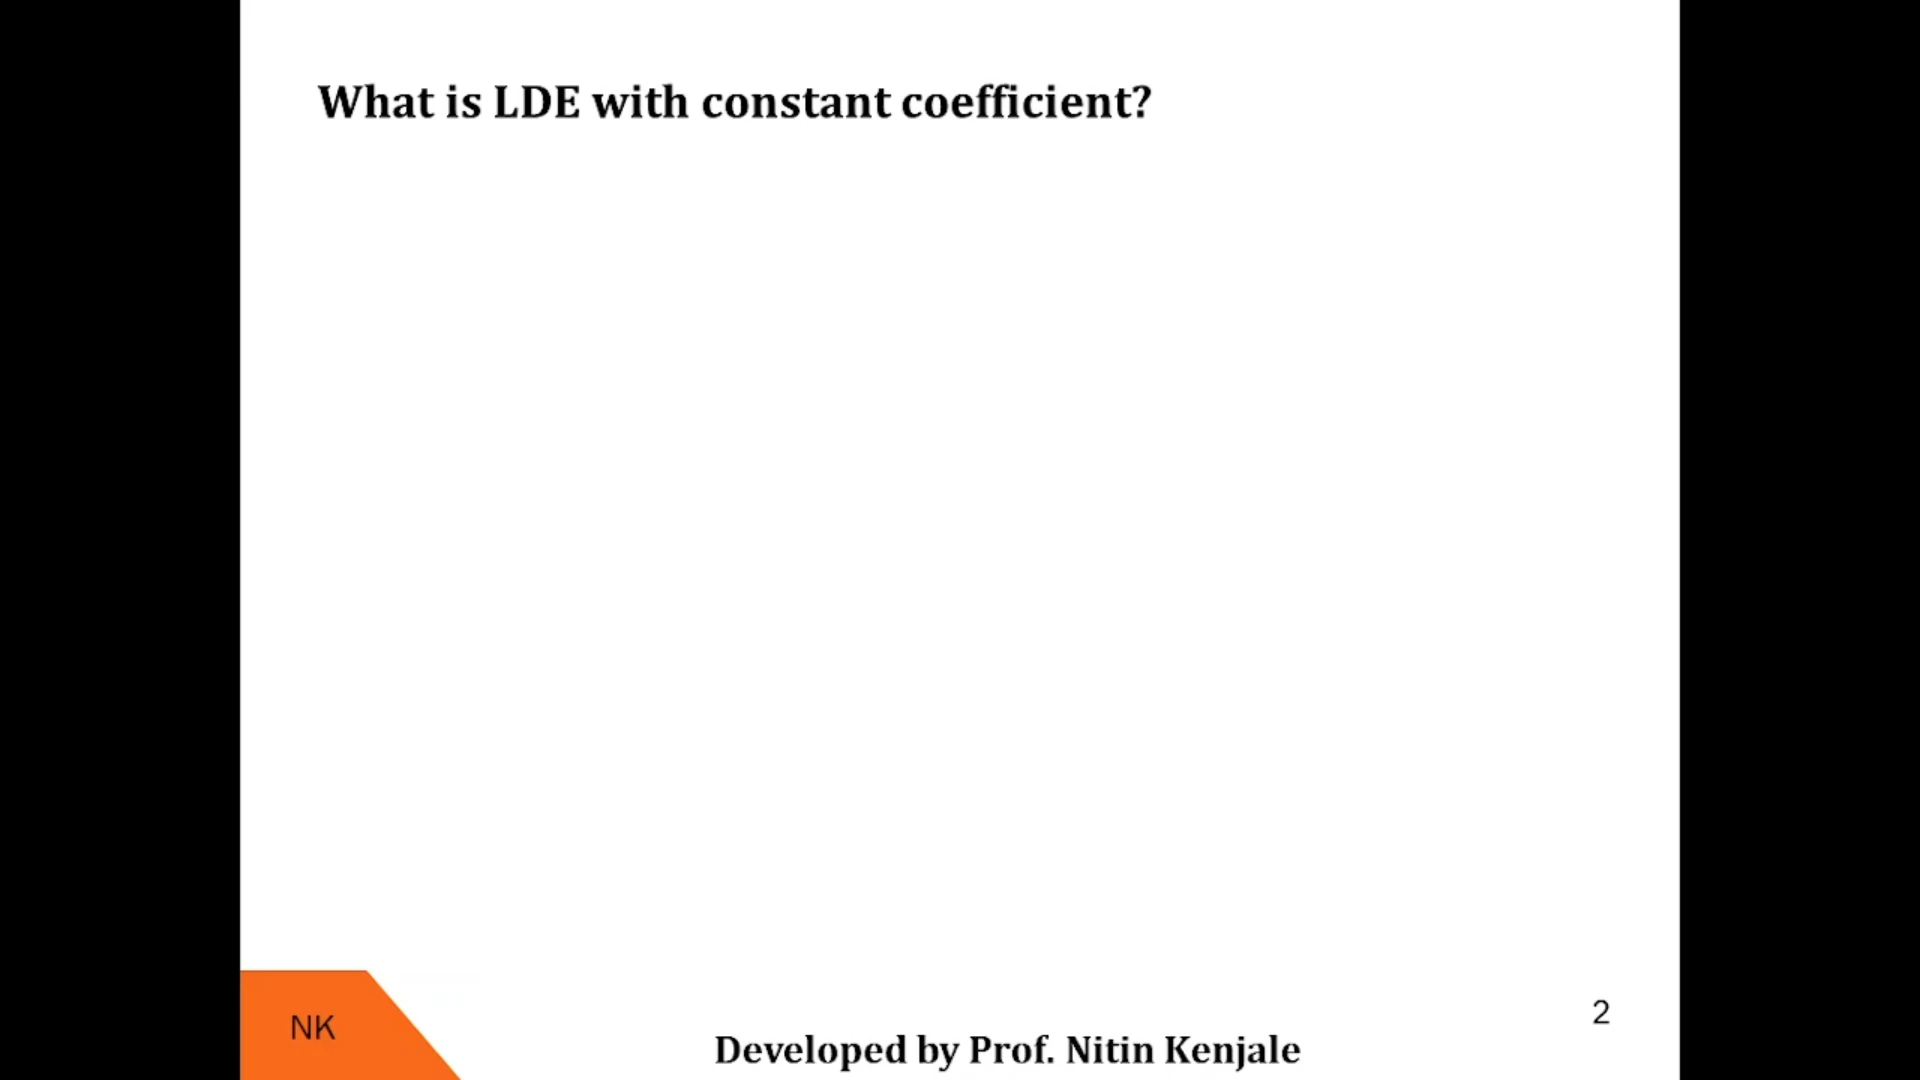 What is LDE with constant coefficient?
NK
2
Developed by Prof. Nitin Kenjale